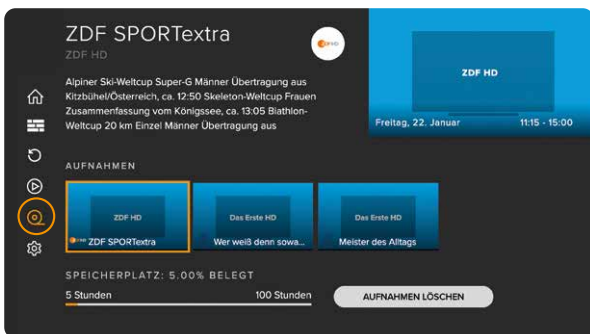 ZDF SPORTextra
ZDF HD
Alpiner Ski-Weltcup Super-G Männer Übertragung aus
Kitzbühel/Österreich, ca. 12:50 Skeleton-Weltcup Frauen
Zusammenfassung vom Königssee, ca. 13:05 Biathlon-
Weltcup 20 km Einzel Männer Übertragung aus
ZDF HD
Freitag, 22. Januar 11:15 - 15:00
AUFNAHMEN
ZDF HD
ZDF SPORTextra
Das Erste HD
Wer weiß denn sowa...
Das Erste HD
Meister des Alltags
SPEICHERPLATZ: 5.00% BELEGT
5 Stunden 100 Stunden
AUFNAHMEN LÖSCHEN